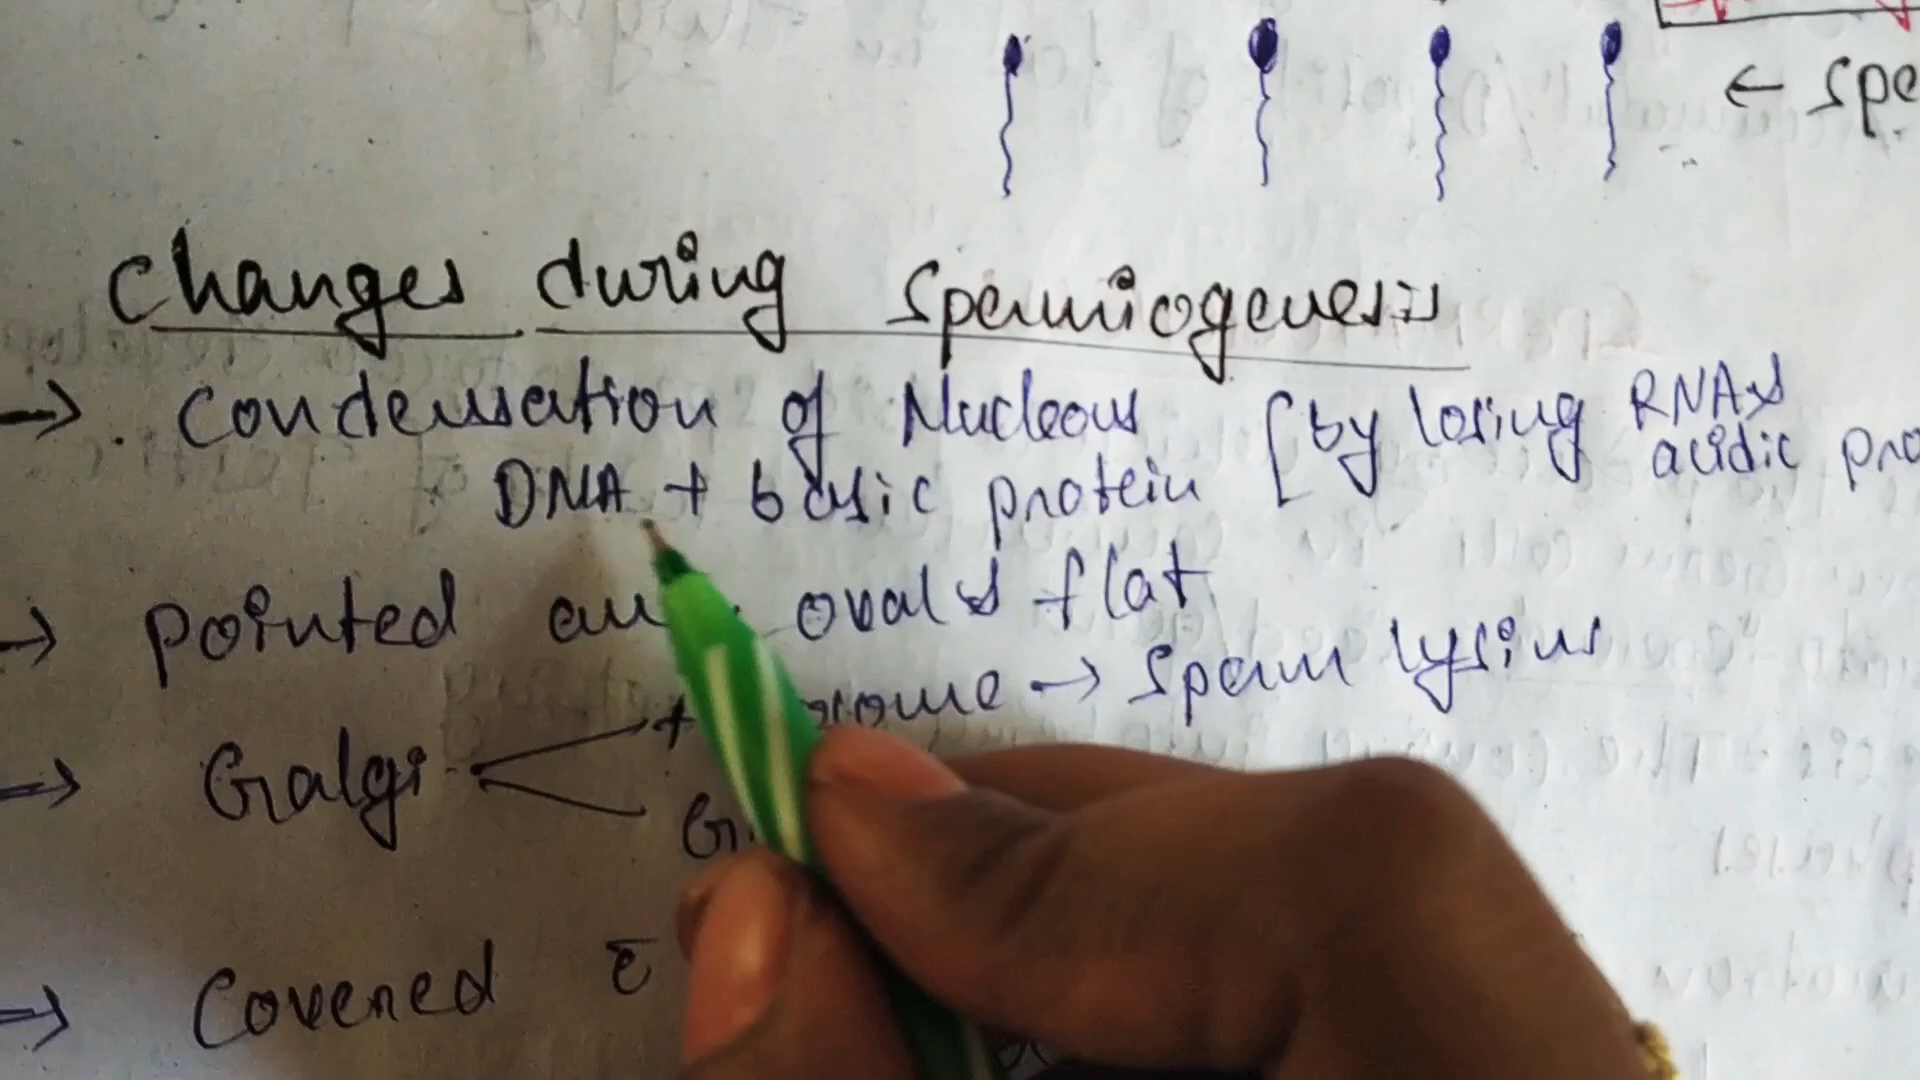 ← Spe
Changes during Spermiogenesis
→ Condensation of Nucleous [by losing RNA &
acidic pro
DNA + basic protein
→ pointed oval & flat
→ Golgi → Sperm lysins
→ Covered c̄